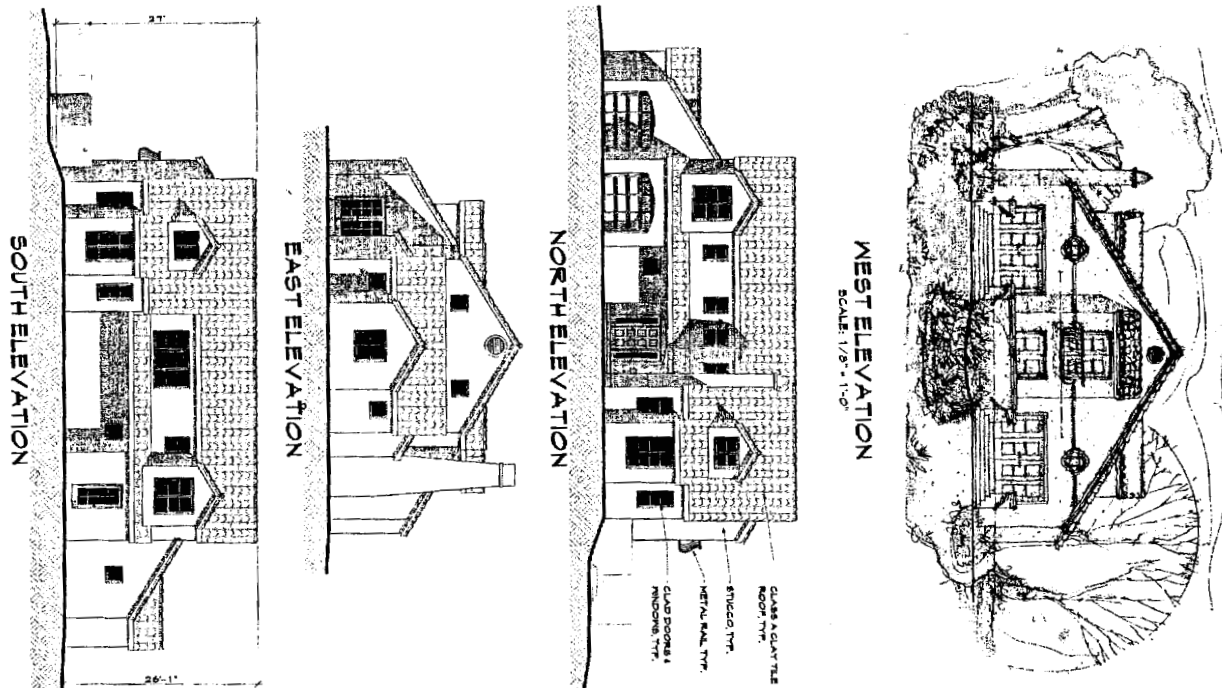 WEST ELEVATION
SCALE: 1/8" = 1'-0"
CLASS A CLAY TILE
ROOF, TYP.
STUCCO, TYP.
METAL RAIL, TYP.
CLAD DOORS &
WINDOWS, TYP.
NORTH ELEVATION
EAST ELEVATION
27'
26'-1"
SOUTH ELEVATION